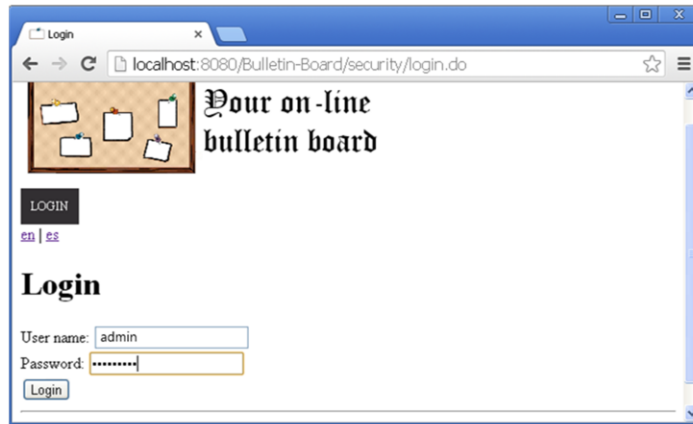 Login
localhost:8080/Bulletin-Board/security/login.do
Your on-line
bulletin board
LOGIN
en | es
Login
User name: admin
Password: •••••••••
Login